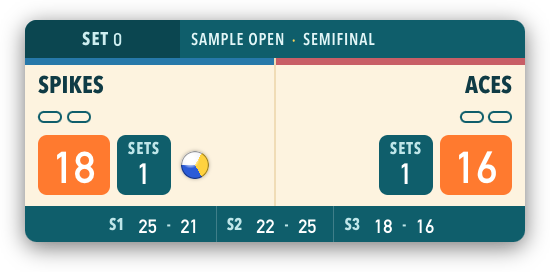 SET 0
SAMPLE OPEN · SEMIFINAL
SPIKES
ACES
18
SETS
1
SETS
1
16
S1 25 - 21
S2 22 - 25
S3 18 - 16